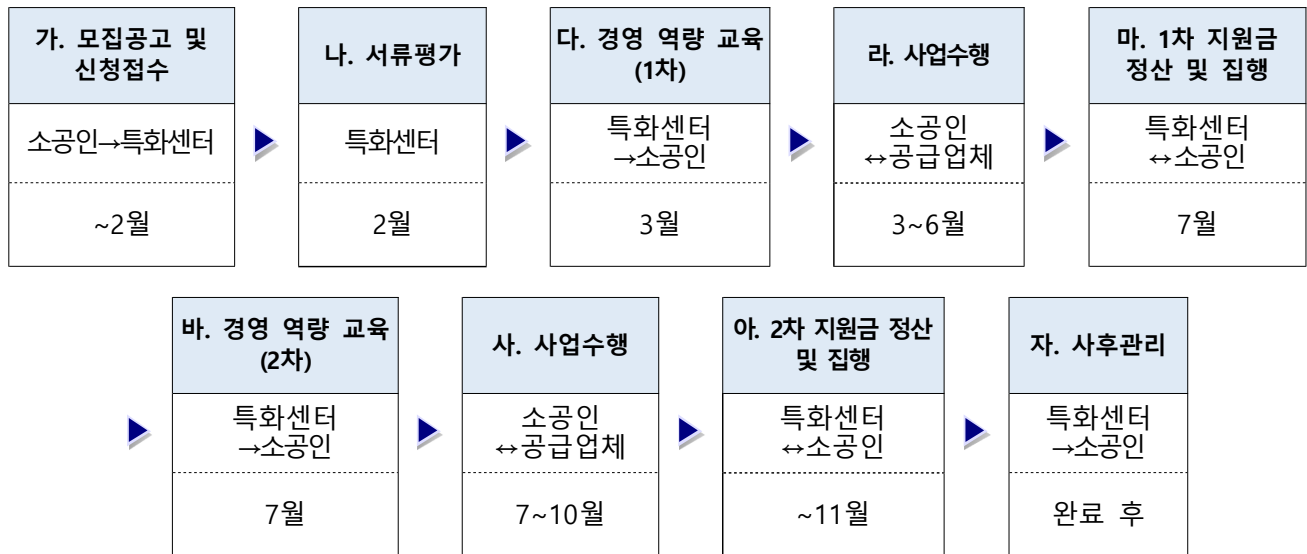 가. 모집공고 및
신청접수
소공인→특화센터
~2월
나. 서류평가
특화센터
2월
다. 경영 역량 교육
(1차)
특화센터
→소공인
3월
라. 사업수행
소공인
↔공급업체
3~6월
마. 1차 지원금
정산 및 집행
특화센터
↔소공인
7월
바. 경영 역량 교육
(2차)
특화센터
→소공인
7월
사. 사업수행
소공인
↔공급업체
7~10월
아. 2차 지원금 정산
및 집행
특화센터
↔소공인
~11월
자. 사후관리
특화센터
→소공인
완료 후